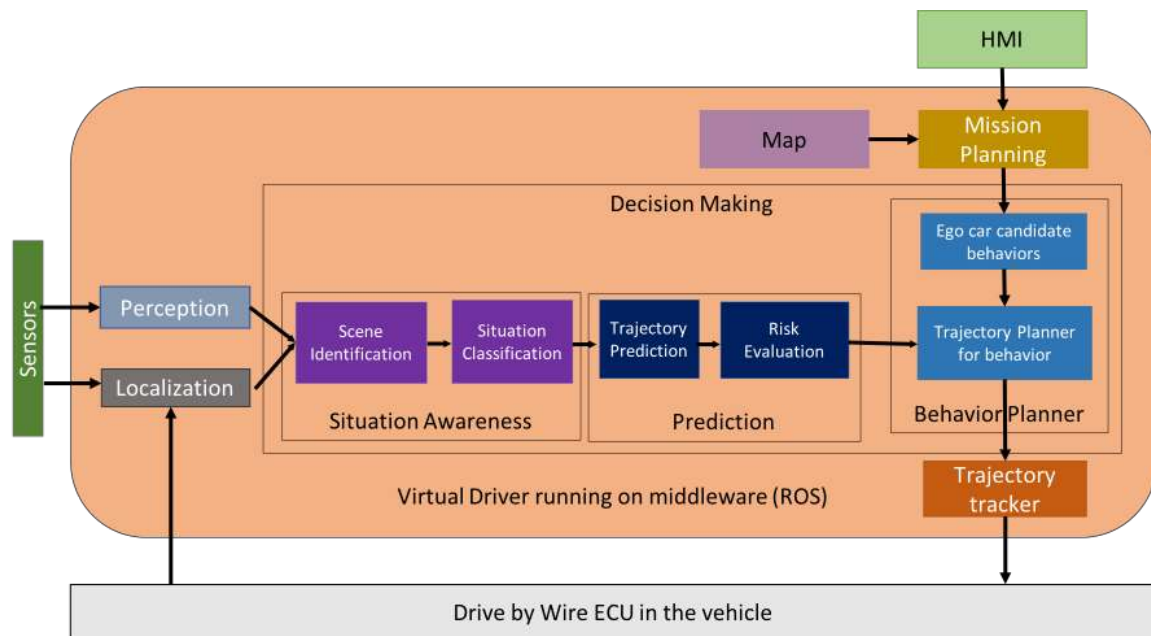 HMI
Map
Mission
Planning
Decision Making
Ego car candidate
behaviors
Sensors
Perception
Localization
Scene
Identification
Situation
Classification
Situation Awareness
Trajectory
Prediction
Risk
Evaluation
Prediction
Trajectory Planner
for behavior
Behavior Planner
Virtual Driver running on middleware (ROS)
Trajectory
tracker
Drive by Wire ECU in the vehicle